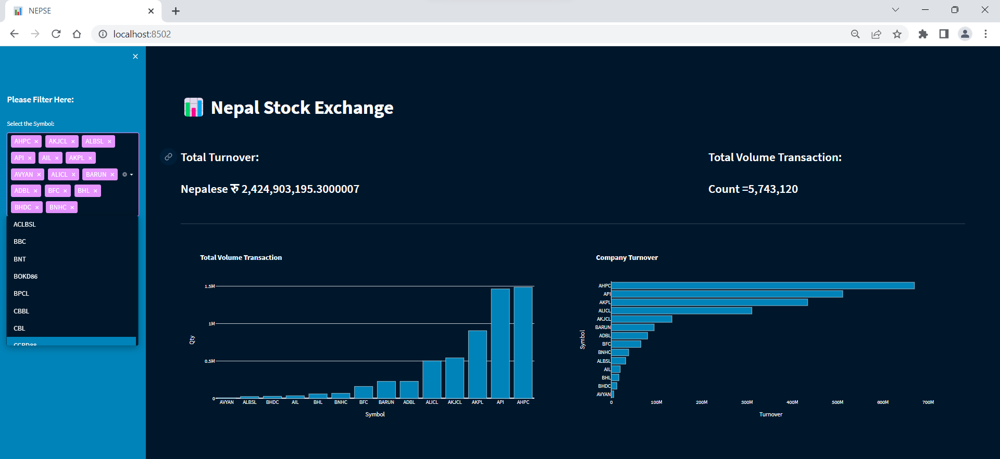 NEPSE
localhost:8502
Please Filter Here:
Select the Symbol:
AHPC AKJCL ALBSL
API AIL AKPL
AVYAN ALICL BARUN
ADBL BFC BHL
BHDC BNHC
ACLBSL
BBC
BNT
BOKD86
BPCL
CBBL
CBL
Nepal Stock Exchange
Total Turnover:
Nepalese रु 2,424,903,195.3000007
Total Volume Transaction:
Count =5,743,120
Total Volume Transaction
1.5M
1M
0.5M
0
Qty
AVYAN ALBSL BHDC AIL BHL BNHC BFC BARUN ADBL ALICL AKJCL AKPL API AHPC
Symbol
Company Turnover
AHPC
API
AKPL
ALICL
AKJCL
BARUN
ADBL
BFC
BNHC
ALBSL
AIL
BHL
BHDC
AVYAN
Symbol
0 100M 200M 300M 400M 500M 600M 700M
Turnover